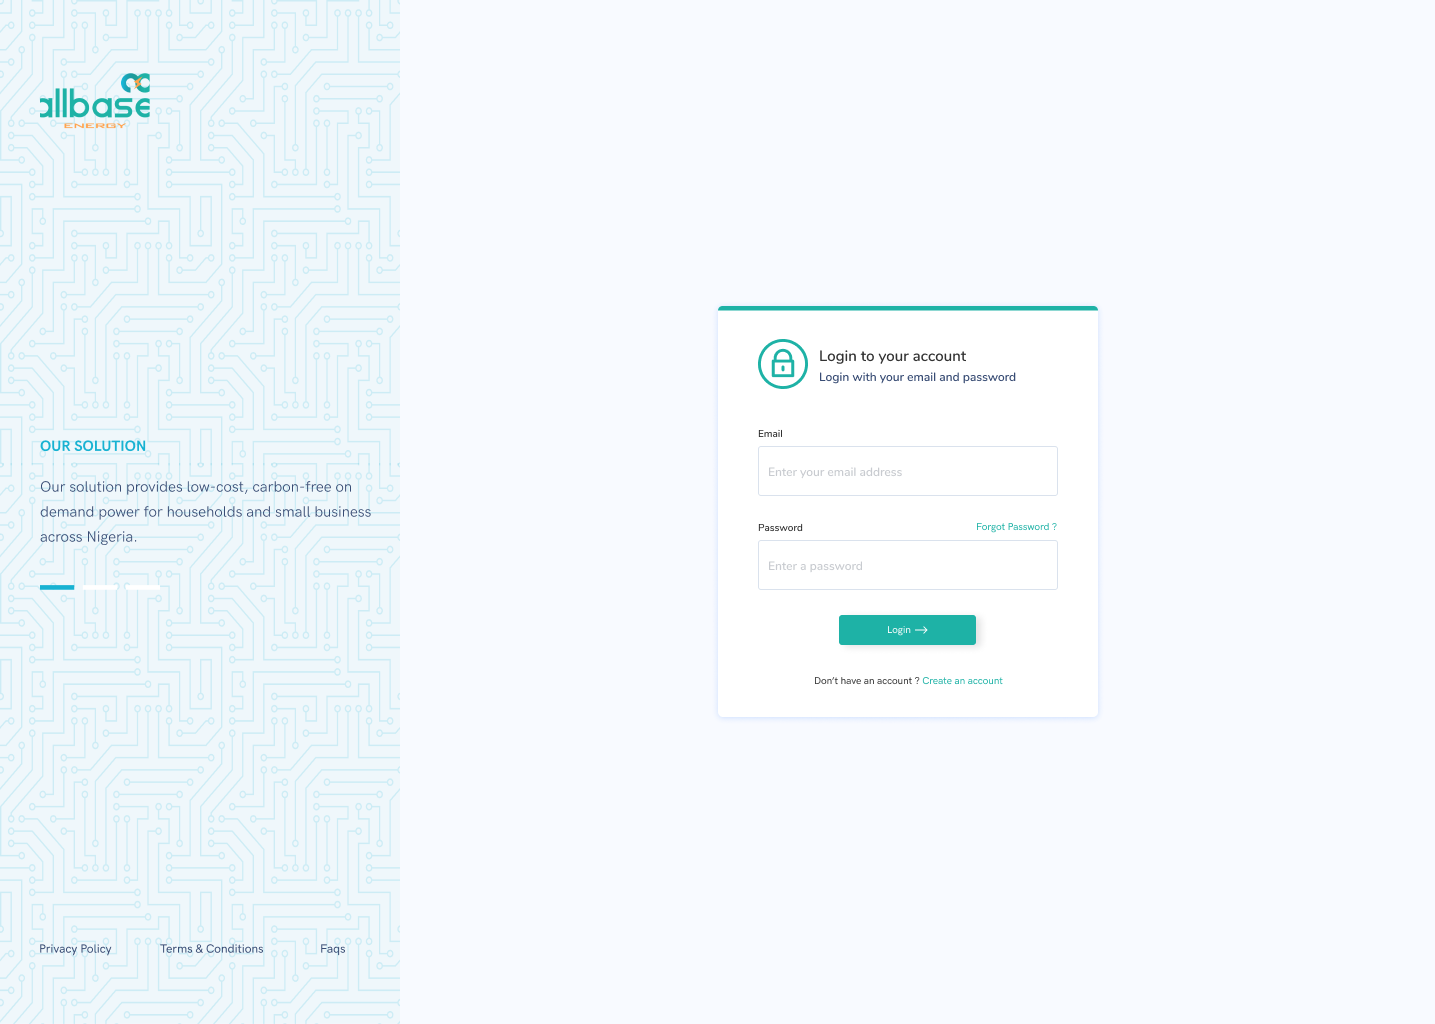 allbase
ENERGY
OUR SOLUTION
Our solution provides low-cost, carbon-free on
demand power for households and small business
across Nigeria.
Privacy Policy
Terms & Conditions
Faqs
Login to your account
Login with your email and password
Email
Enter your email address
Password
Forgot Password ?
Enter a password
Login
Don't have an account ? Create an account